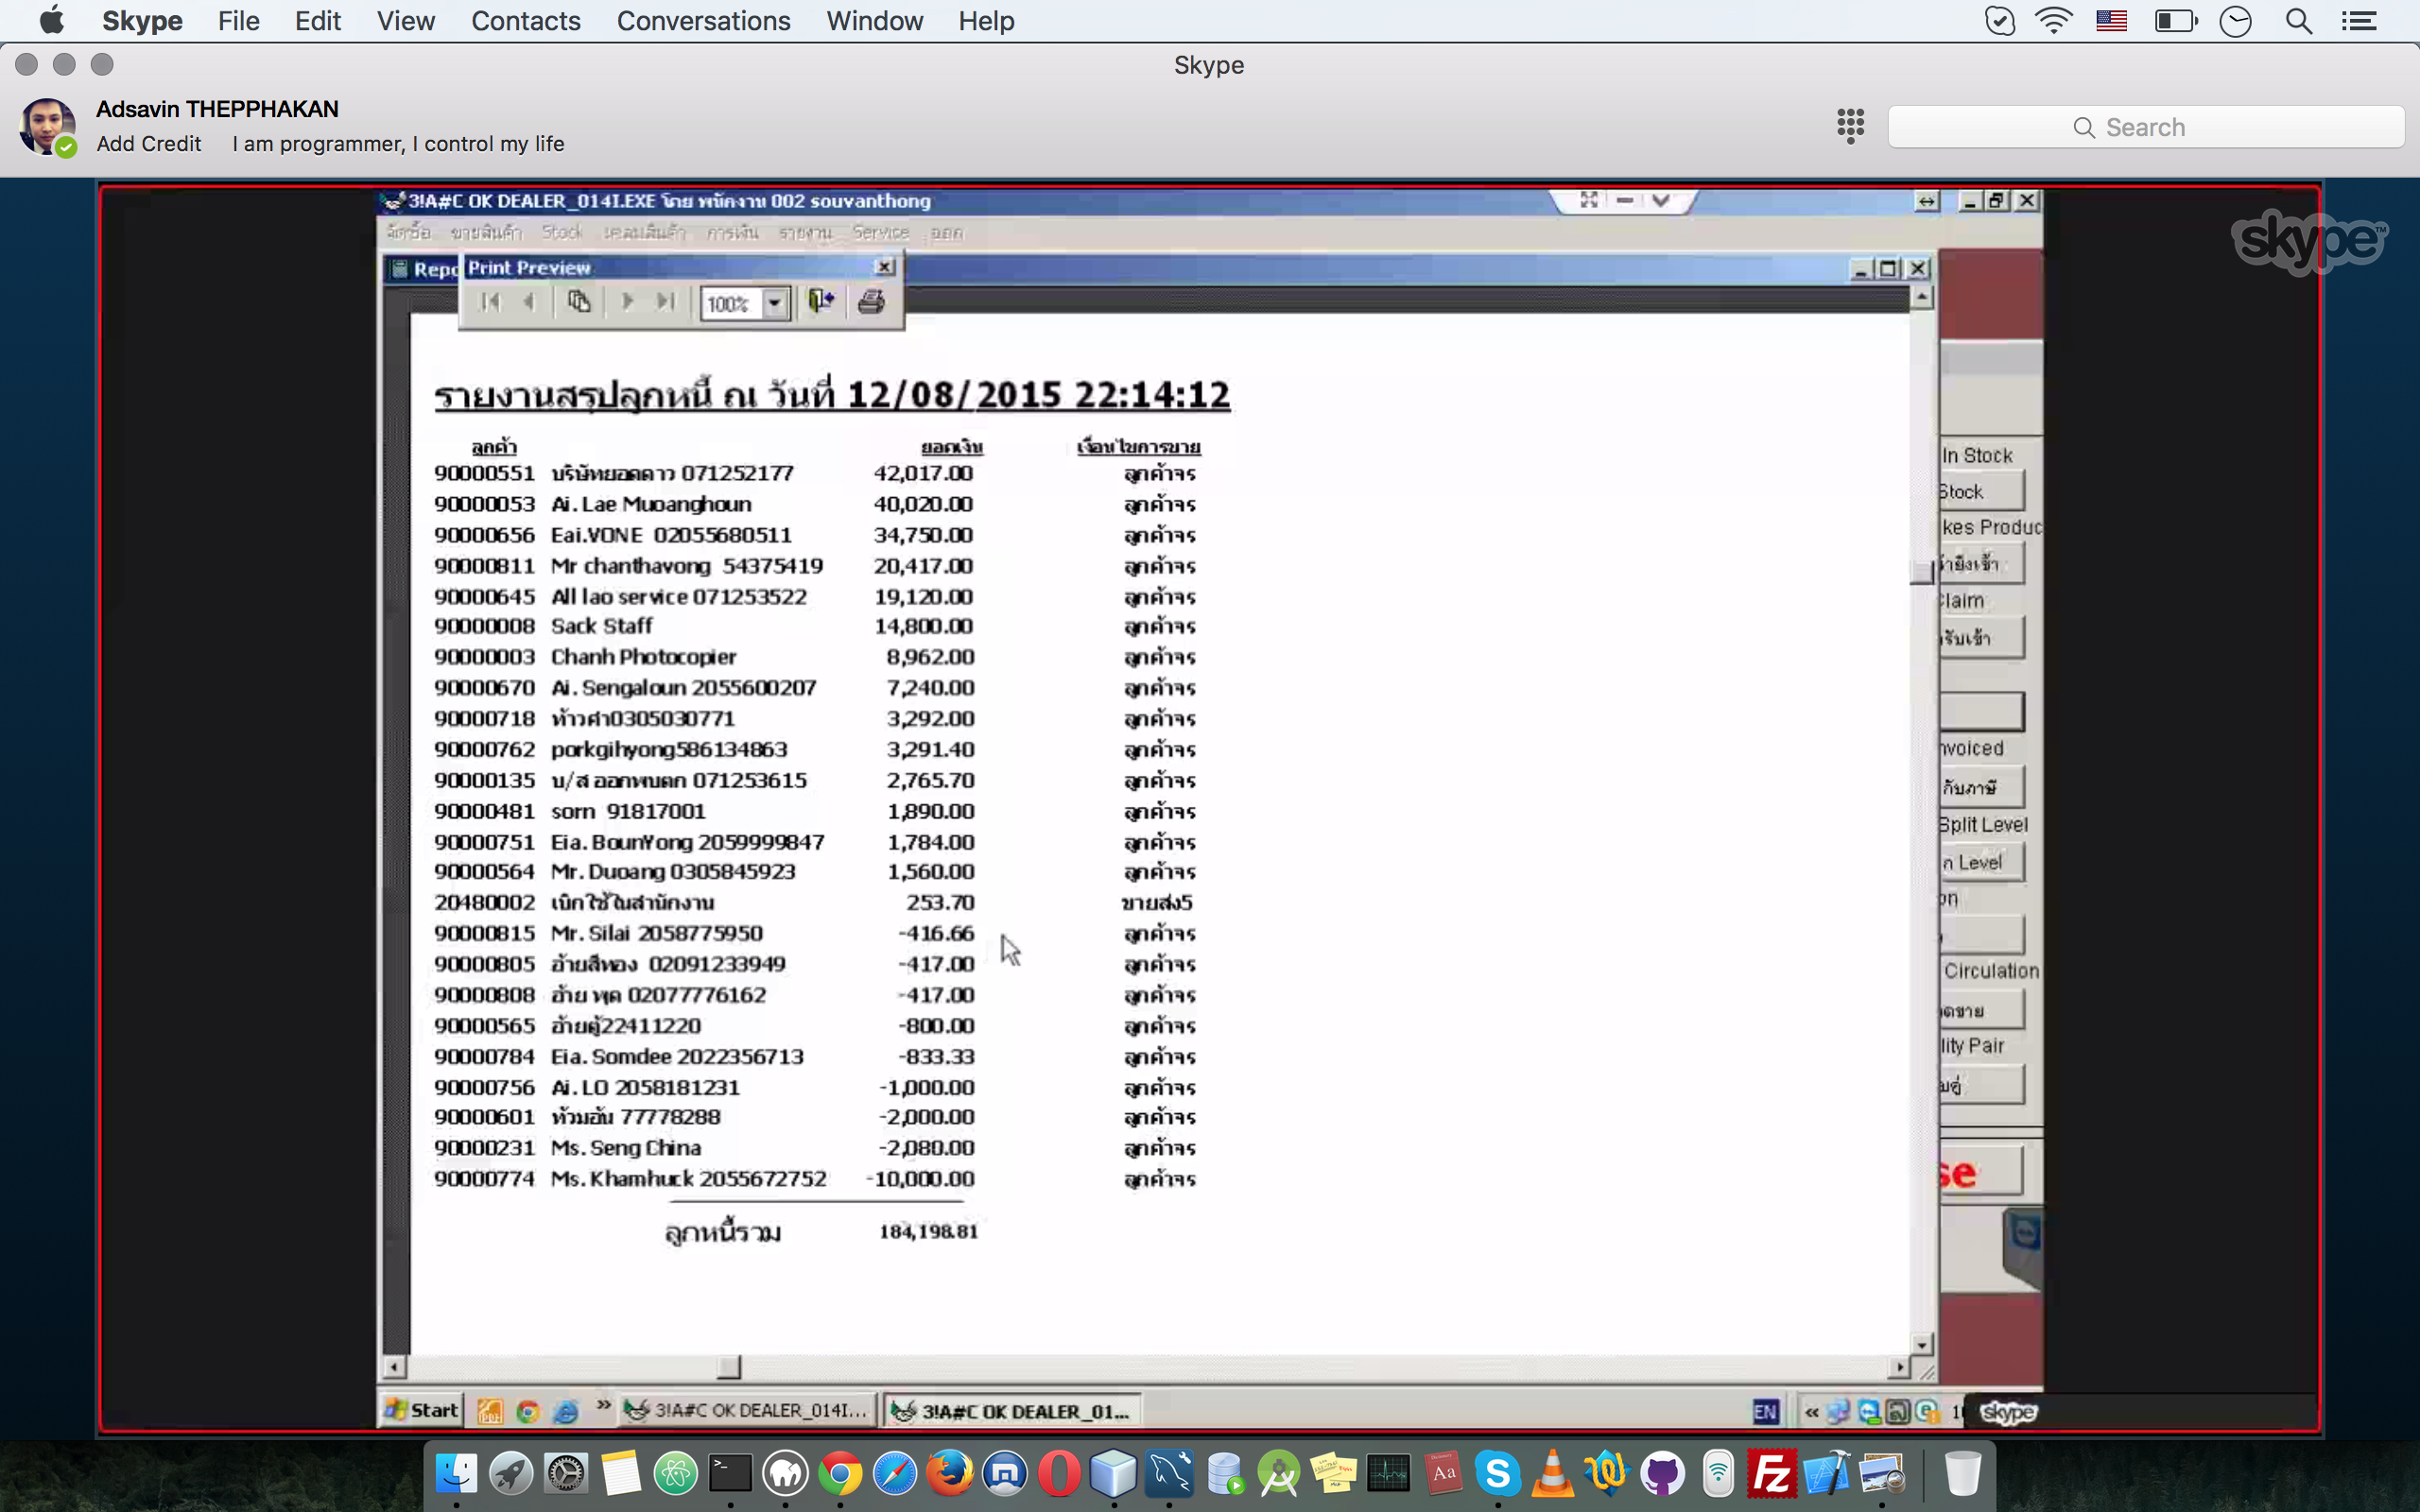 Skype File Edit View Contacts Conversations Window Help
Skype
Adsavin THEPPHAKAN
Add Credit I am programmer, I control my life
Search
3!A#C OK DEALER_014I.EXE โดย พนักงาน 002 souvanthong
จัดซื้อ ขายสินค้า Stock เคลมสินค้า การเงิน รายงาน Service ออก
skype
Repo Print Preview
100%
รายงานสรุปลูกหนี้ ณ วันที่ 12/08/2015 22:14:12
ลูกค้า ยอดเงิน เงื่อนไขการขาย
90000551 บริษัทยอดดาว 071252177 42,017.00 ลูกค้าจร
90000053 Ai. Lae Muoanghoun 40,020.00 ลูกค้าจร
90000656 Eai.VONE 02055680511 34,750.00 ลูกค้าจร
90000811 Mr chanthavong 54375419 20,417.00 ลูกค้าจร
90000645 All lao service 071253522 19,120.00 ลูกค้าจร
90000008 Sack Staff 14,800.00 ลูกค้าจร
90000003 Chanh Photocopier 8,962.00 ลูกค้าจร
90000670 Ai. Sengaloun 2055600207 7,240.00 ลูกค้าจร
90000718 ท้าวคำ0305030771 3,292.00 ลูกค้าจร
90000762 porkgihyong586134863 3,291.40 ลูกค้าจร
90000135 บ/ส 071253615 2,765.70 ลูกค้าจร
90000481 sorn 91817001 1,890.00 ลูกค้าจร
90000751 Eia. BounYong 2059999847 1,784.00 ลูกค้าจร
90000564 Mr. Duoang 0305845923 1,560.00 ลูกค้าจร
20480002 เบิกใช้ในสำนักงาน 253.70 ขายส่ง5
90000815 Mr. Silai 2058775950 -416.66 ลูกค้าจร
90000805 อ้ายสีทอง 02091233949 -417.00 ลูกค้าจร
90000808 อ้าย พุด 02077776162 -417.00 ลูกค้าจร
90000565 อ้ายตู้22411220 -800.00 ลูกค้าจร
90000784 Eia. Somdee 2022356713 -833.33 ลูกค้าจร
90000756 Ai. LO 2058181231 -1,000.00 ลูกค้าจร
90000601 77778288 -2,000.00 ลูกค้าจร
90000231 Ms. Seng China -2,080.00 ลูกค้าจร
90000774 Ms. Khamhuck 2055672752 -10,000.00 ลูกค้าจร
ลูกหนี้รวม 184,198.81
In Stock
Stock
kes Produc
Claim
รับเข้า
nvoiced
กับภาษี
Split Level
n Level
on
Circulation
ดขาย
lity Pair
se
Start 3!A#C OK DEALER_014I... 3!A#C OK DEALER_01... EN skype